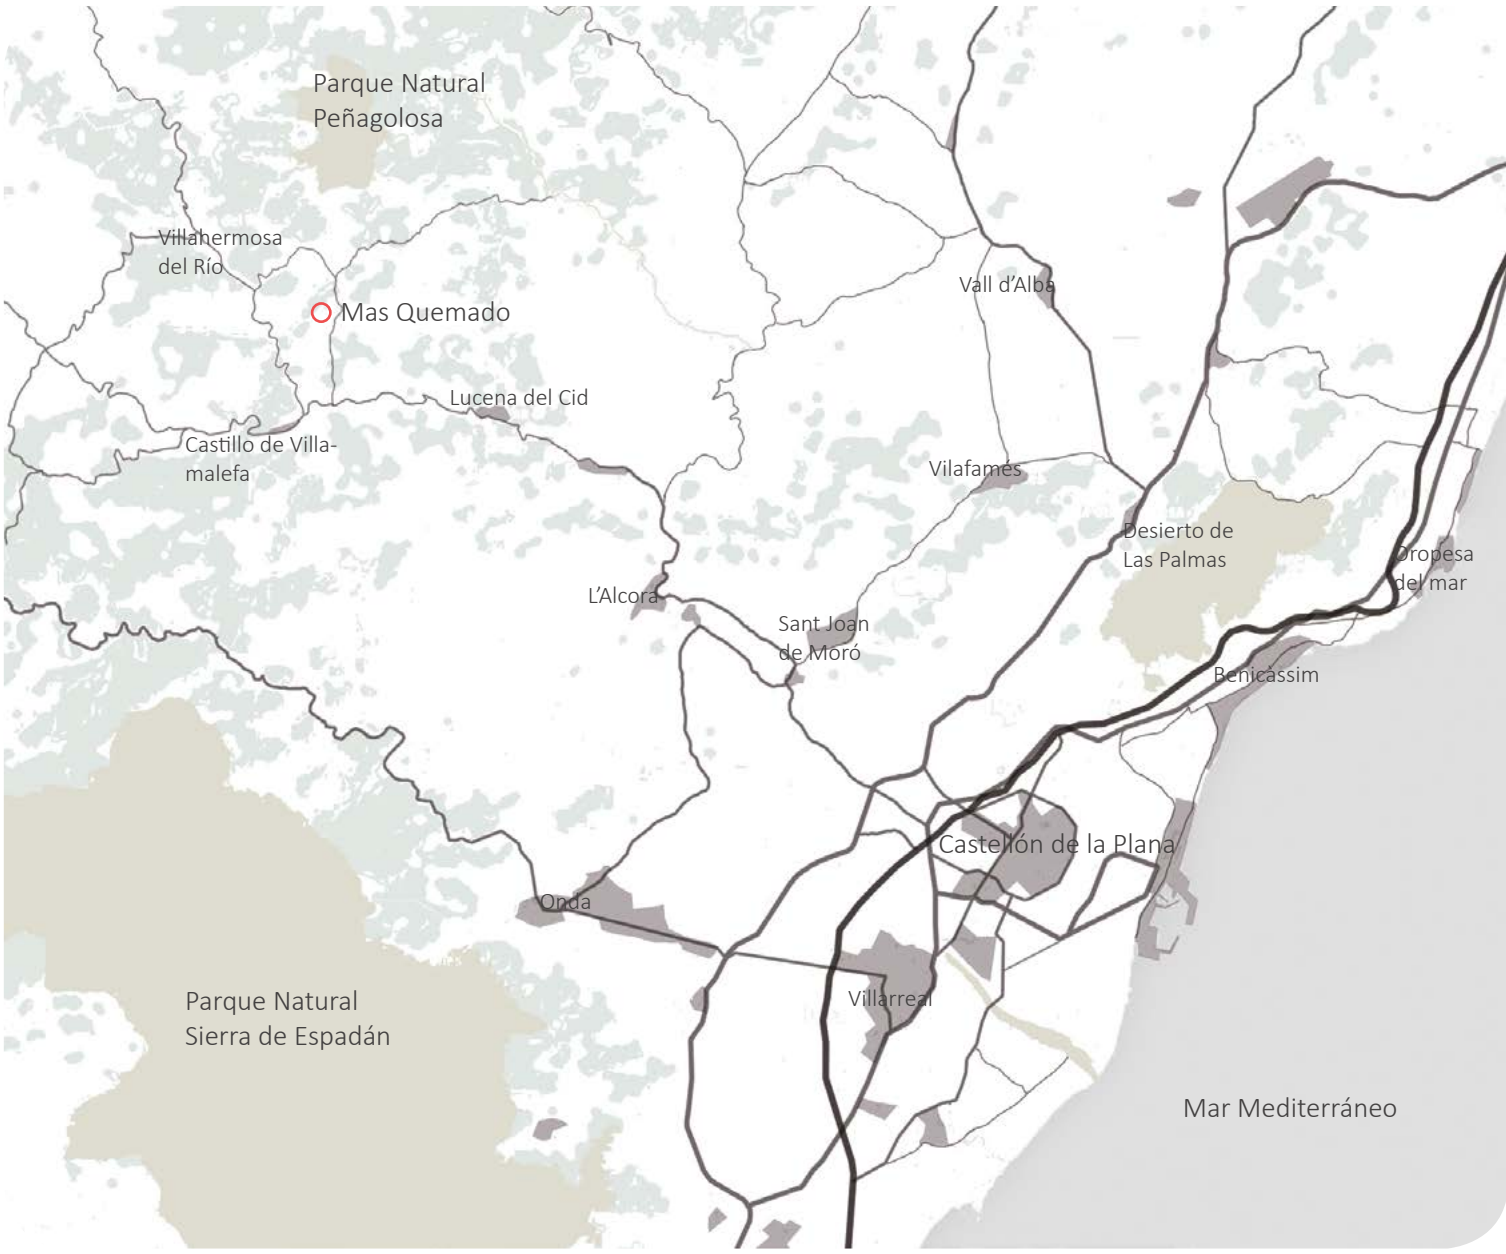 Parque Natural
Peñagolosa
Villahermosa
del Río
Mas Quemado
Vall d'Alba
Lucena del Cid
Castillo de Villa-
malefa
Vilafamés
Desierto de
Las Palmas
Oropesa
del mar
L'Alcora
Sant Joan
de Moró
Benicàssim
Castellón de la Plana
Onda
Villarreal
Parque Natural
Sierra de Espadán
Mar Mediterráneo